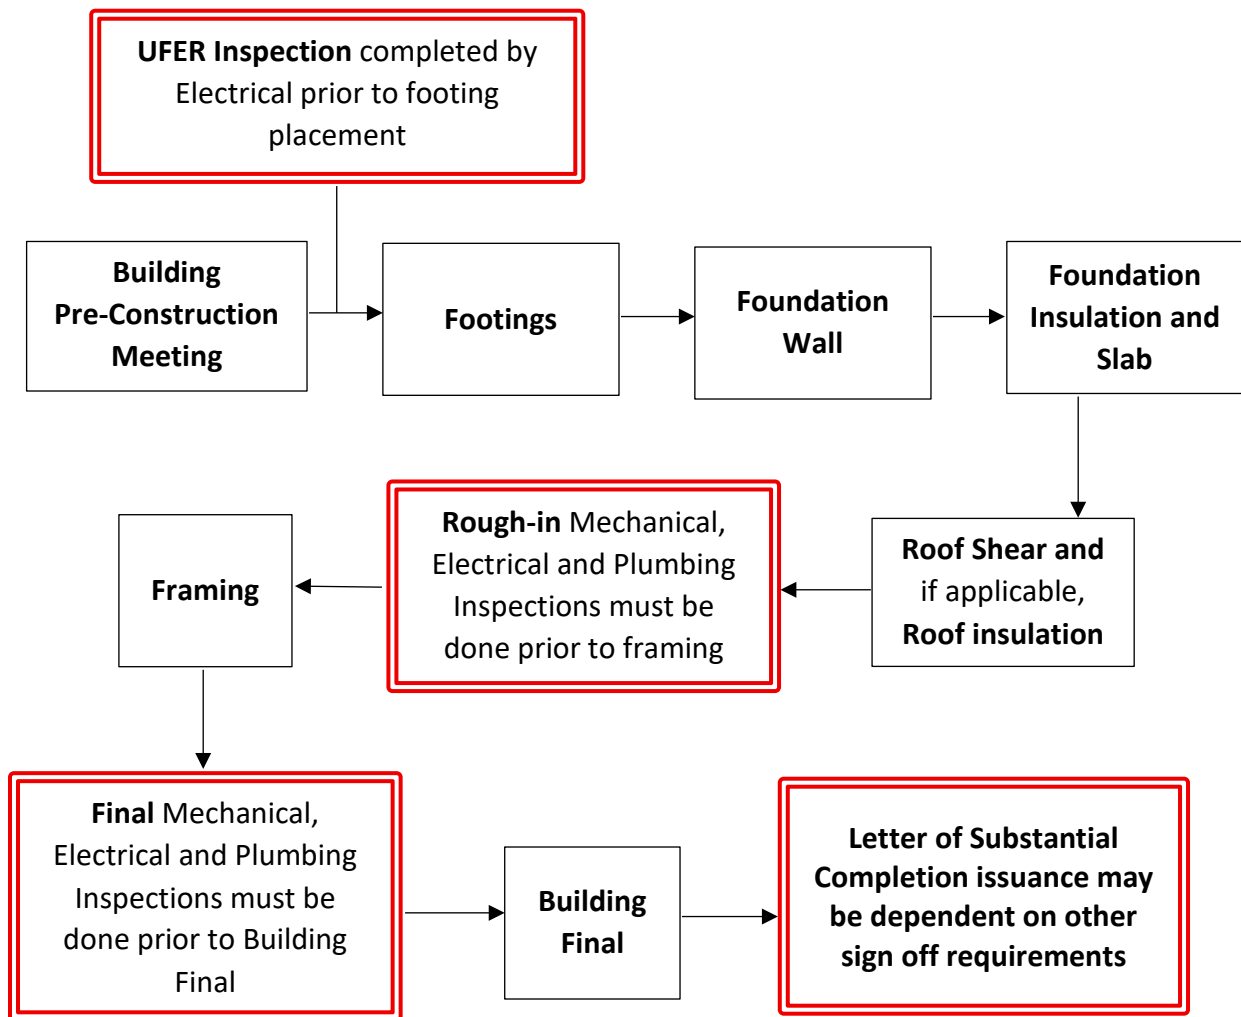 UFER Inspection completed by
Electrical prior to footing
placement
Building
Pre-Construction
Meeting
Footings
Foundation
Wall
Foundation
Insulation and
Slab
Roof Shear and
if applicable,
Roof insulation
Rough-in Mechanical,
Electrical and Plumbing
Inspections must be
done prior to framing
Framing
Final Mechanical,
Electrical and Plumbing
Inspections must be
done prior to Building
Final
Building
Final
Letter of Substantial
Completion issuance may
be dependent on other
sign off requirements